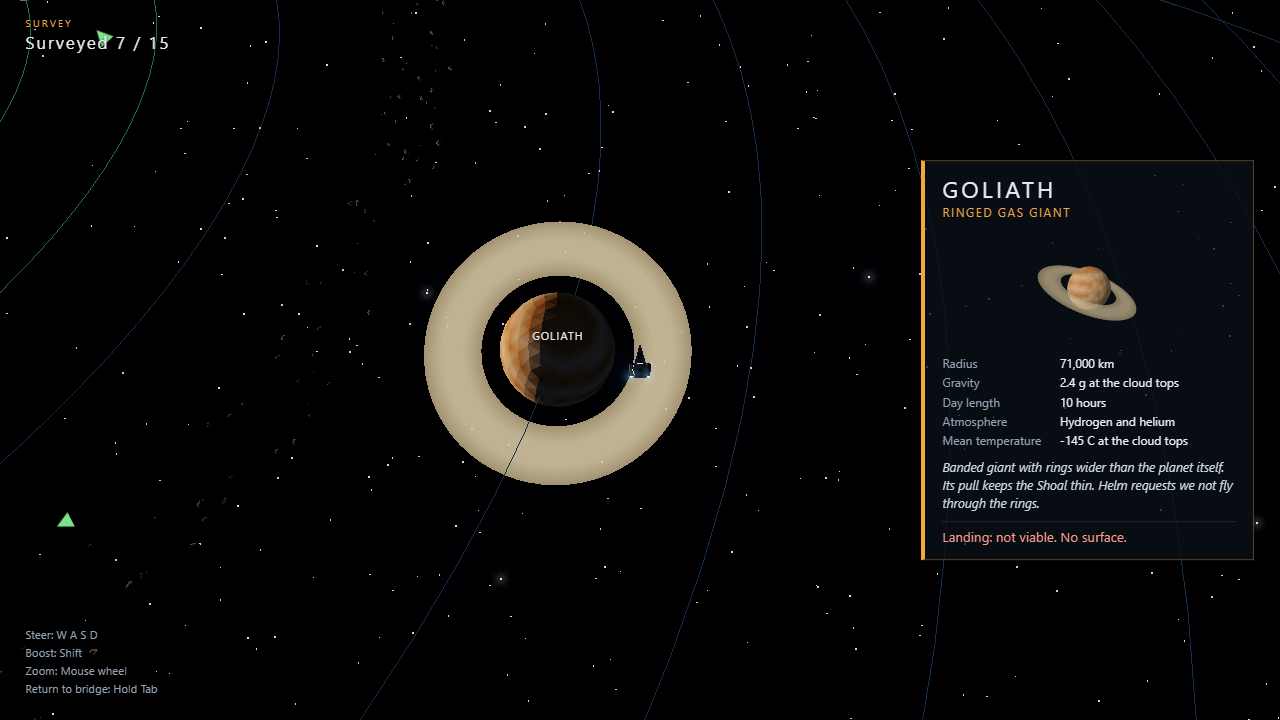 SURVEY
Surveyed 7 / 15
GOLIATH
GOLIATH
RINGED GAS GIANT
Radius 71,000 km
Gravity 2.4 g at the cloud tops
Day length 10 hours
Atmosphere Hydrogen and helium
Mean temperature -145 C at the cloud tops
Banded giant with rings wider than the planet itself.
Its pull keeps the Shoal thin. Helm requests we not fly
through the rings.
Landing: not viable. No surface.
Steer: W A S D
Boost: Shift
Zoom: Mouse wheel
Return to bridge: Hold Tab